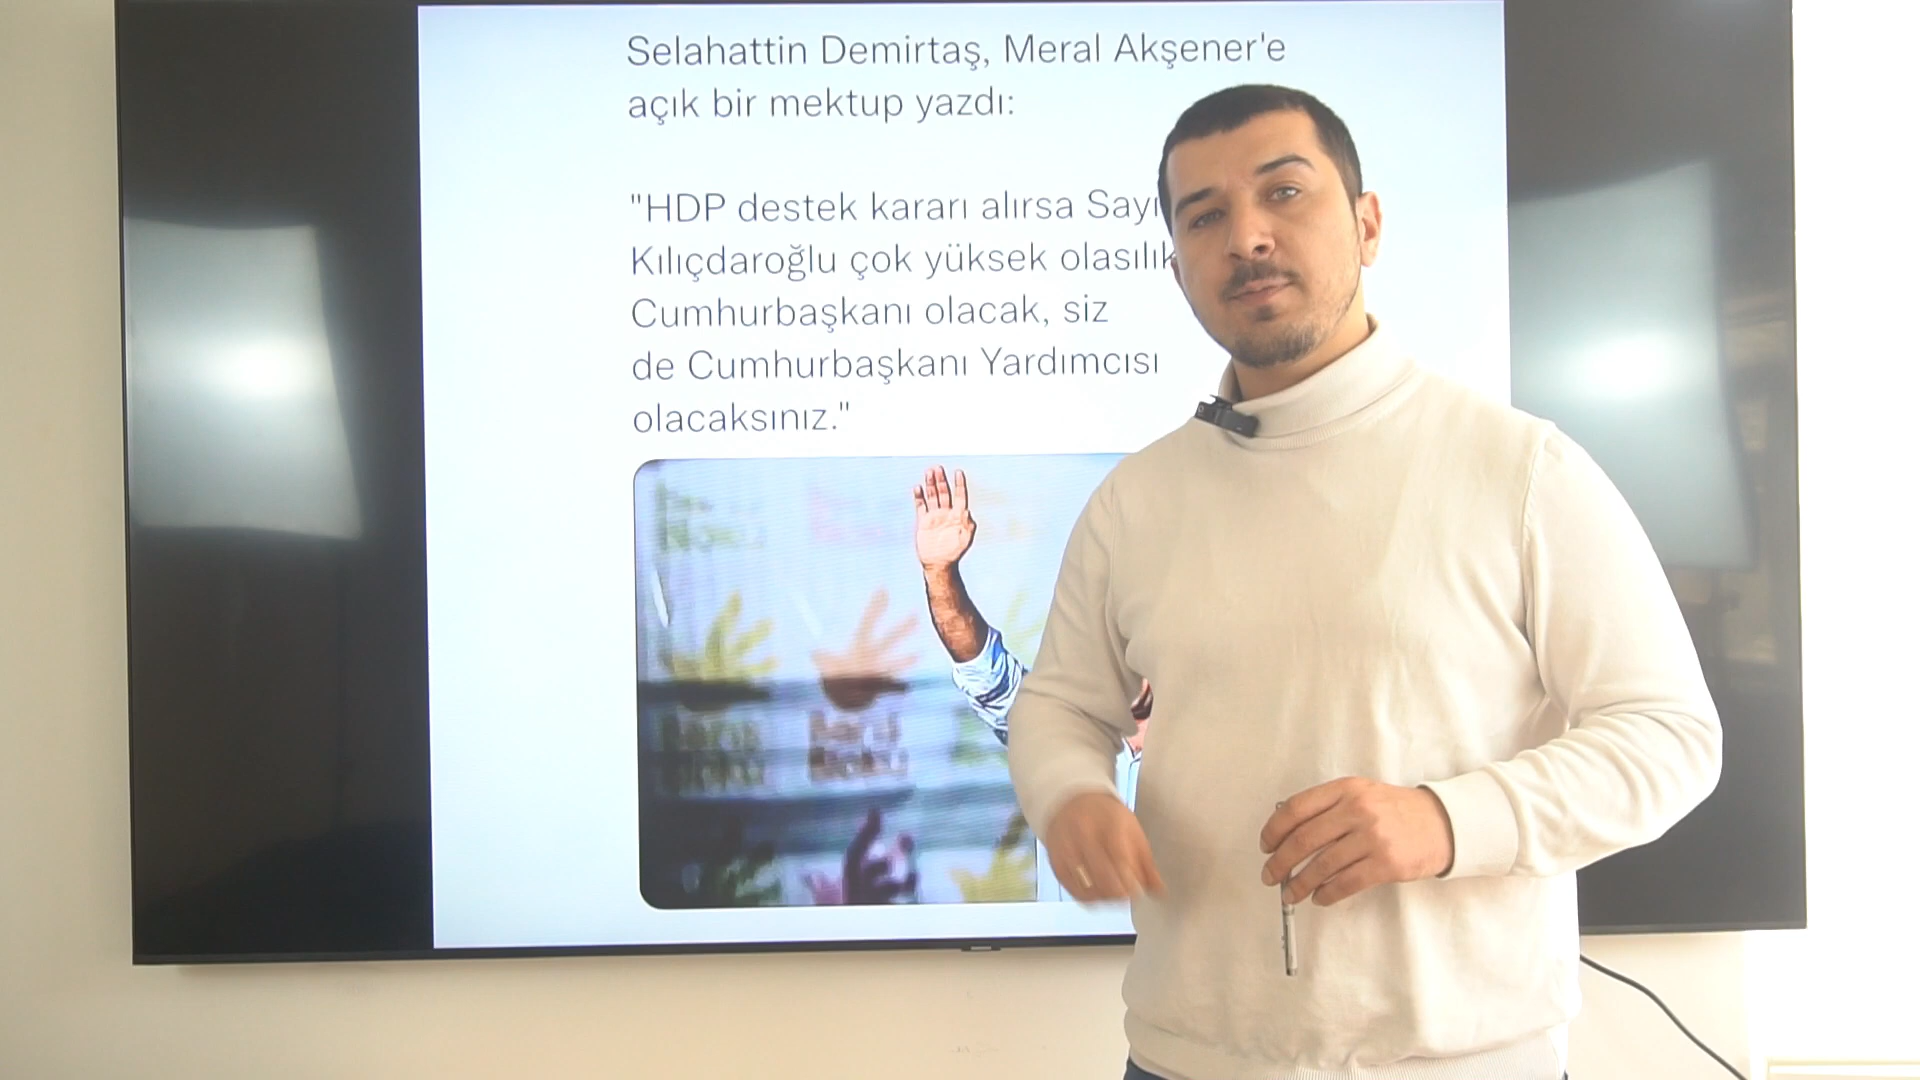 Selahattin Demirtaş, Meral Akşener'e
açık bir mektup yazdı:
"HDP destek kararı alırsa
Kılıçdaroğlu çok yüksek
Cumhurbaşkanı olacak, siz
de Cumhurbaşkanı Yardımcısı
olacaksınız."